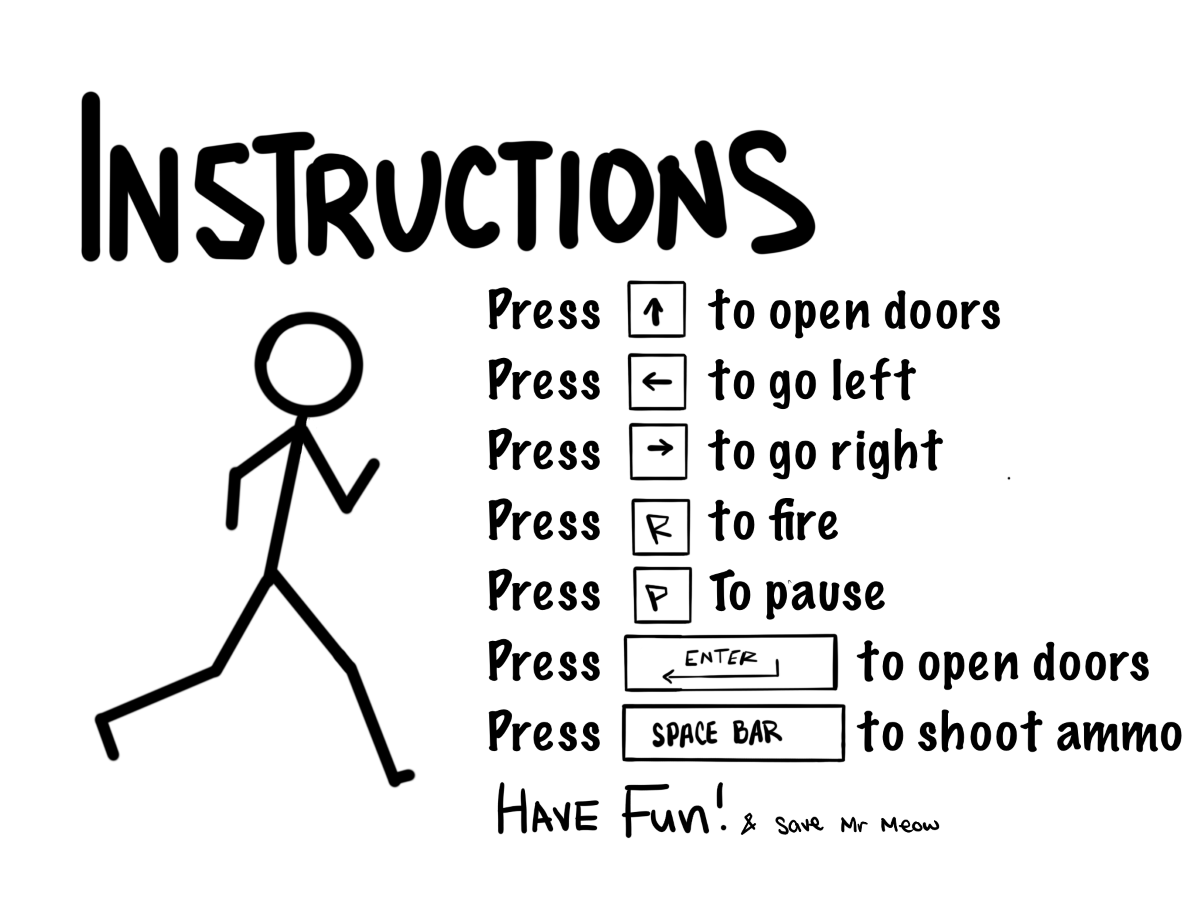 INSTRUCTIONS
Press ↑ to open doors
Press ← to go left
Press → to go right
Press R to fire
Press P To pause
Press ENTER to open doors
Press SPACE BAR to shoot ammo
HAVE Fun! & Save Mr Meow